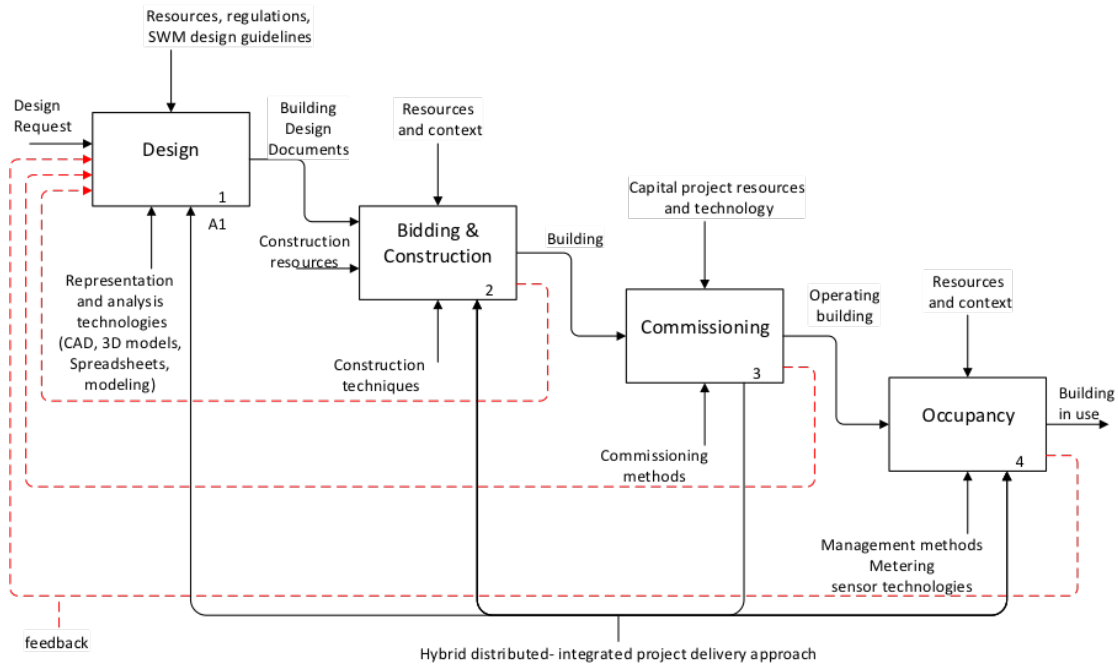 Resources, regulations,
SWM design guidelines
Design
Request
Design
1
A1
Building
Design
Documents
Resources
and context
Representation
and analysis
technologies
(CAD, 3D models,
Spreadsheets,
modeling)
Construction
resources
Bidding &
Construction
2
Building
Construction
techniques
Capital project resources
and technology
Commissioning
3
Operating
building
Commissioning
methods
Resources
and context
Occupancy
4
Building
in use
Management methods
Metering
sensor technologies
feedback
Hybrid distributed- integrated project delivery approach